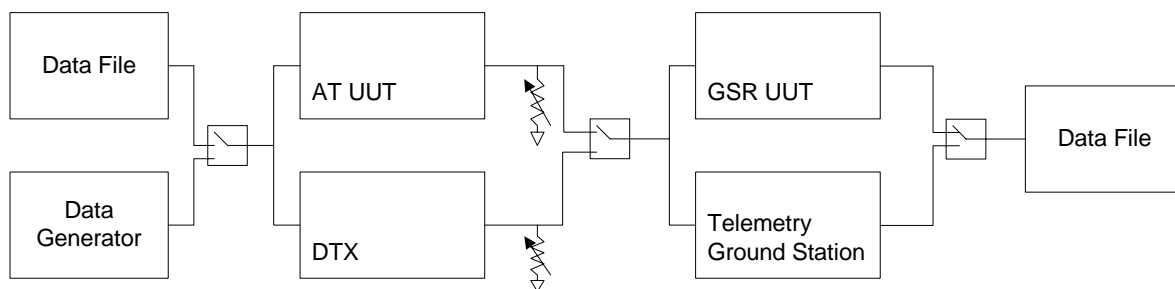 Data File
AT UUT
GSR UUT
Data File
Data
Generator
DTX
Telemetry
Ground Station